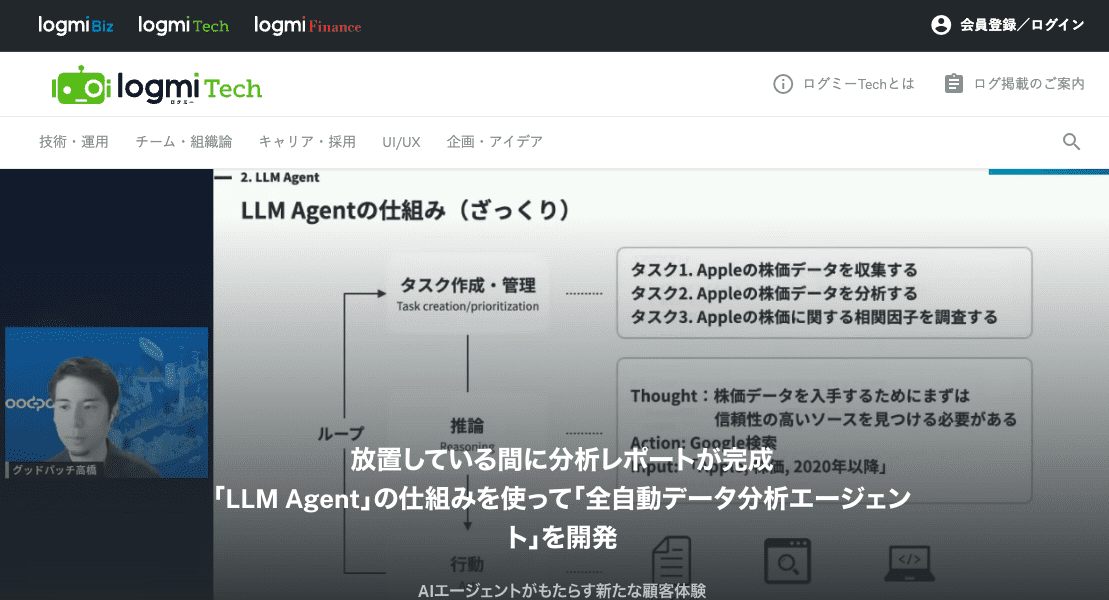 logmi Biz logmi Tech logmi Finance 会員登録／ログイン
logmi Tech ログミーTechとは ログ掲載のご案内
ログミー
技術・運用 チーム・組織論 キャリア・採用 UI/UX 企画・アイデア
2. LLM Agent
LLM Agentの仕組み（ざっくり）
タスク作成・管理
Task creation/prioritization
タスク1. Appleの株価データを収集する
タスク2. Appleの株価データを分析する
タスク3. Appleの株価に関する相関因子を調査する
Thought：株価データを入手するためにまずは
信頼性の高いソースを見つける必要がある
Action: Google検索
Input:「Apple, 株価, 2020年以降」
ループ
推論
Reasoning
グッドパッチ高橋
放置している間に分析レポートが完成
「LLM Agent」の仕組みを使って「全自動データ分析エージェン
ト」を開発
行動
</>
AIエージェントがもたらす新たな顧客体験